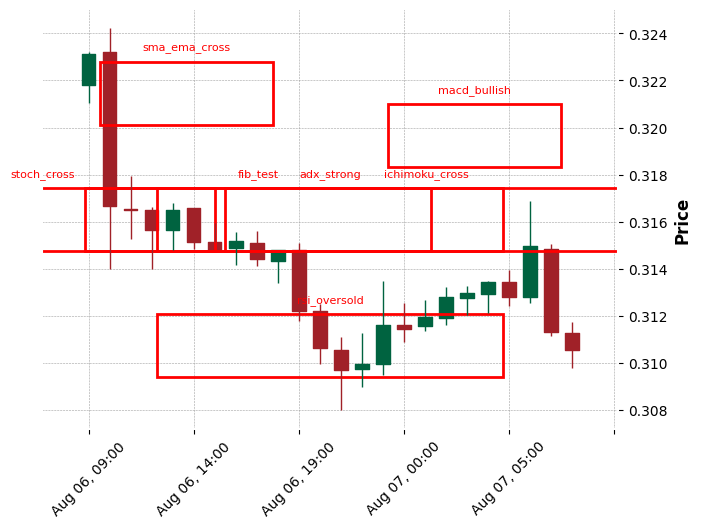 sma_ema_cross
macd_bullish
stoch_cross
fib_test
adx_strong
ichimoku_cross
0.324
0.322
0.320
0.318
0.316
0.314
0.312
0.310
0.308
Price
Aug 06, 09:00
Aug 06, 14:00
Aug 06, 19:00
Aug 07, 00:00
Aug 07, 05:00